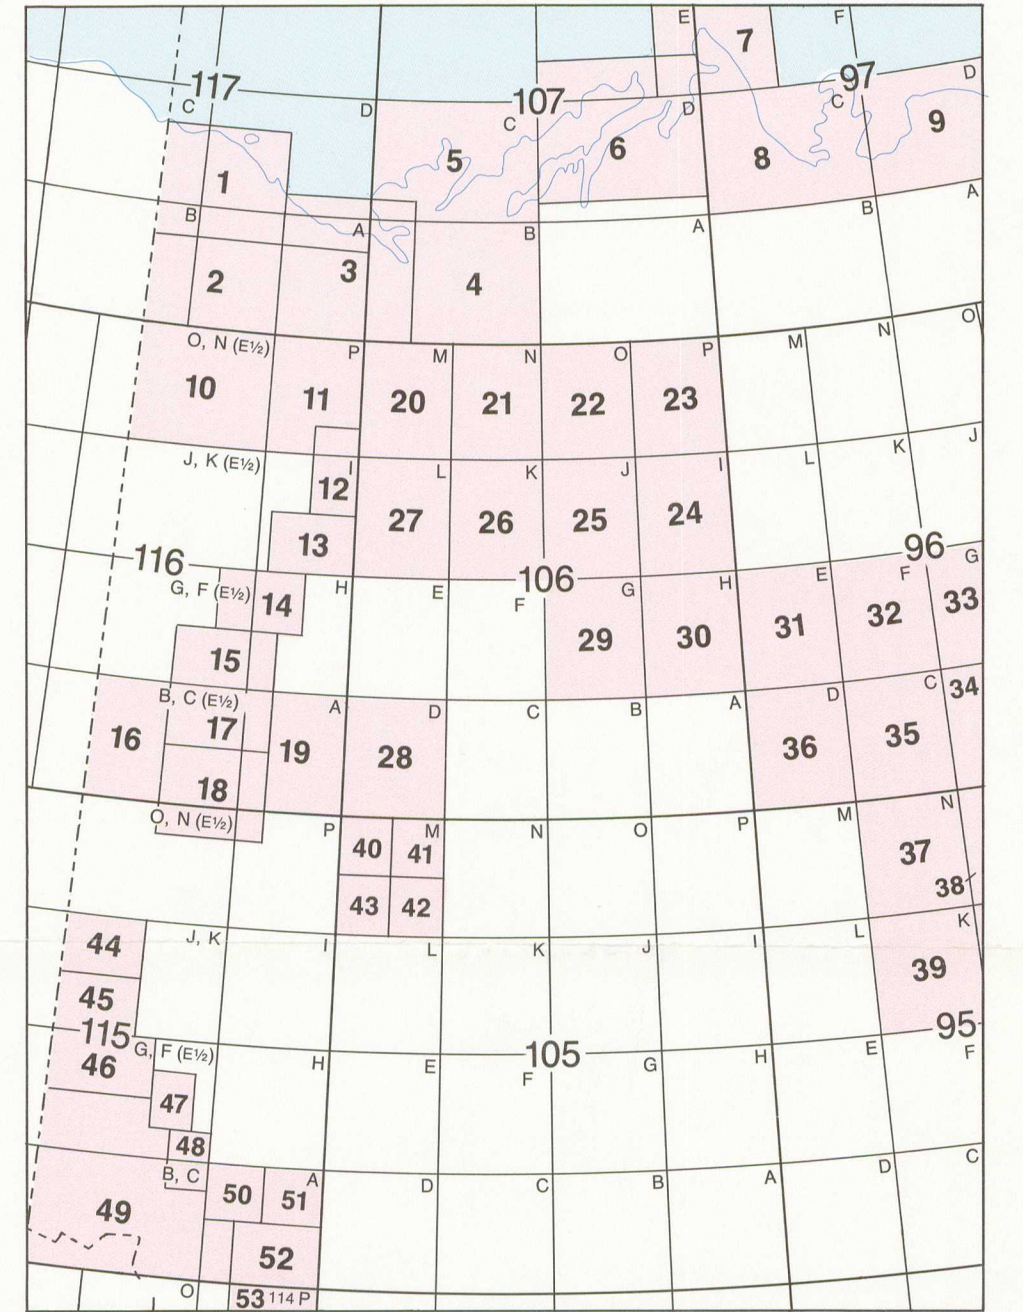 E F
7
117 107 97 D
C D C D C 9
5 6 8
1
B A B A B A
2 3 4
O, N (E½) P M N O P M N O
10 11 20 21 22 23
J, K (E½) I L K J I L K J
12 27 26 25 24
13
116 106 96
G, F (E½) H E F G H E F G
14 29 30 31 32 33
15
B, C (E½) A D C B A D C 34
16 17 19 28 36 35
18
O, N (E½) P M N O P M N
40 41 37
43 42 38
44 J, K I L K J I L K
45 39
115 105 95
G, F (E½) H E F G H E F
46
47
48
B, C A D C B A D C
49 50 51
52
O 53 114 P